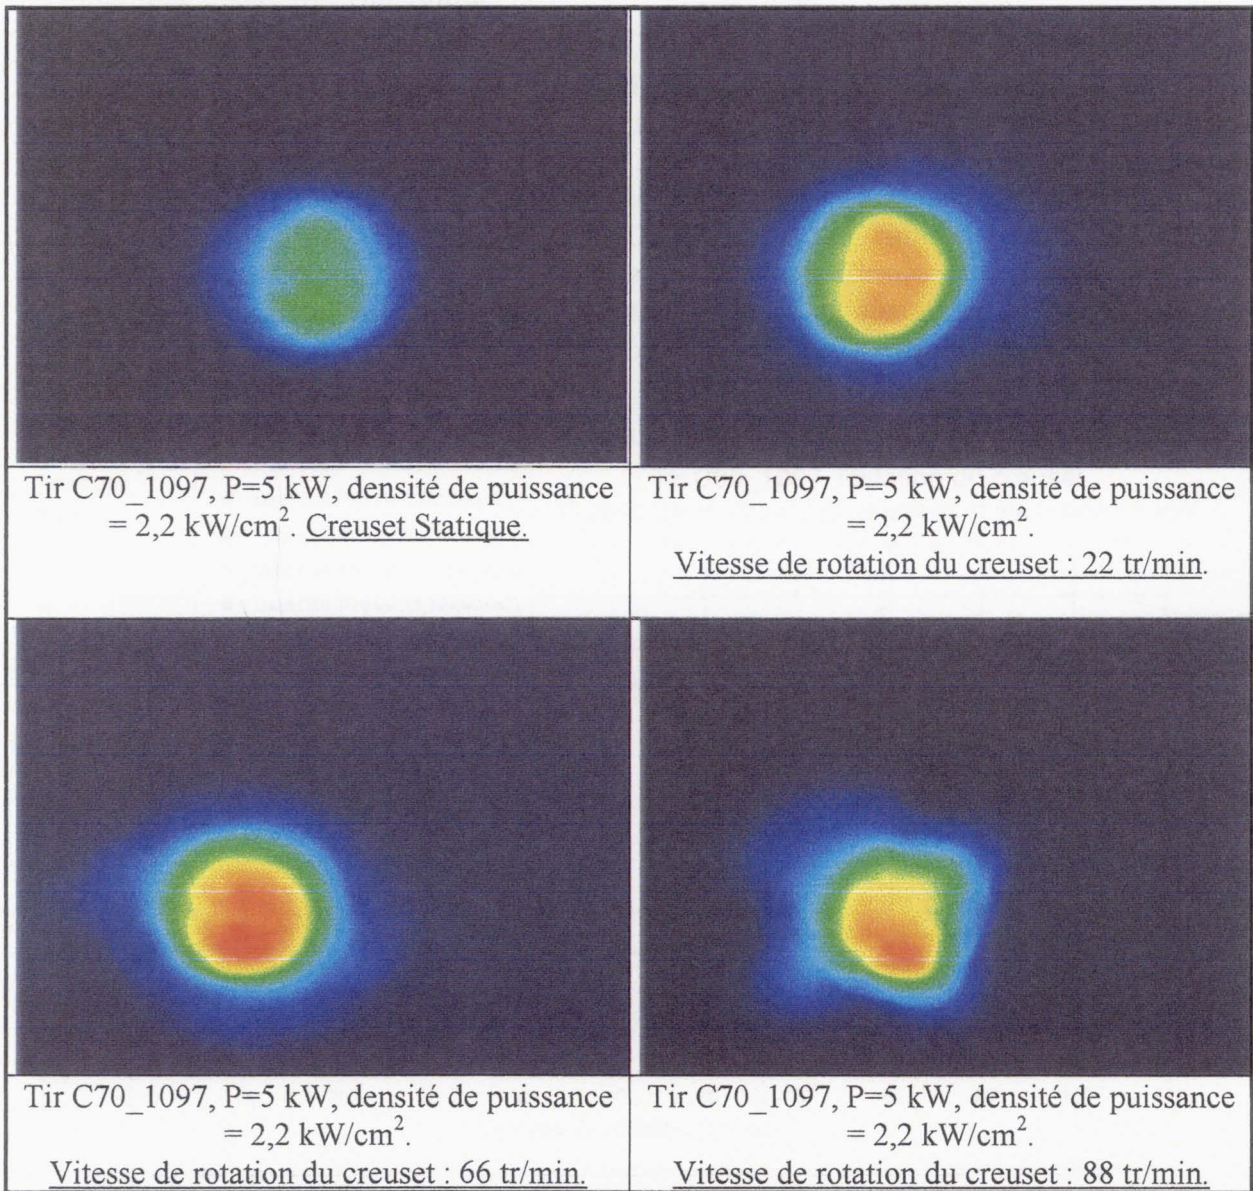 Tir C70_1097, P=5 kW, densité de puissance
= 2,2 kW/cm². Creuset Statique.
Tir C70_1097, P=5 kW, densité de puissance
= 2,2 kW/cm².
Vitesse de rotation du creuset : 22 tr/min.
Tir C70_1097, P=5 kW, densité de puissance
= 2,2 kW/cm².
Vitesse de rotation du creuset : 66 tr/min.
Tir C70_1097, P=5 kW, densité de puissance
= 2,2 kW/cm².
Vitesse de rotation du creuset : 88 tr/min.